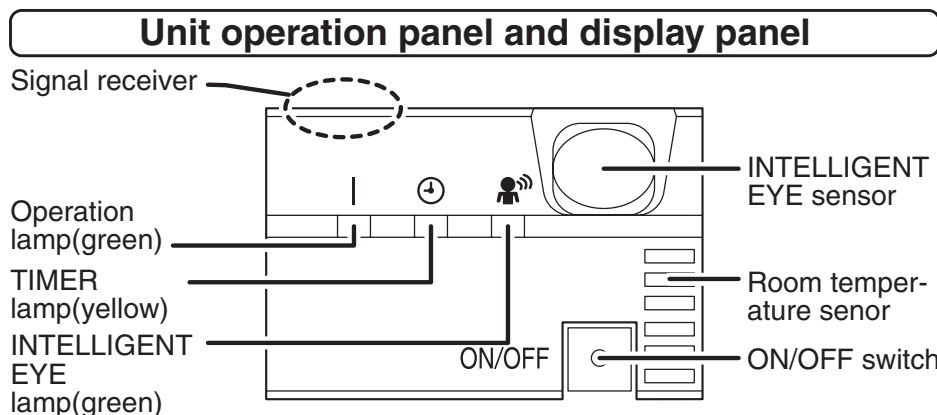 Unit operation panel and display panel
Signal receiver
INTELLIGENT
EYE sensor
Operation
lamp(green)
TIMER
lamp(yellow)
INTELLIGENT
EYE
lamp(green)
Room temper-
ature senor
ON/OFF
ON/OFF switch